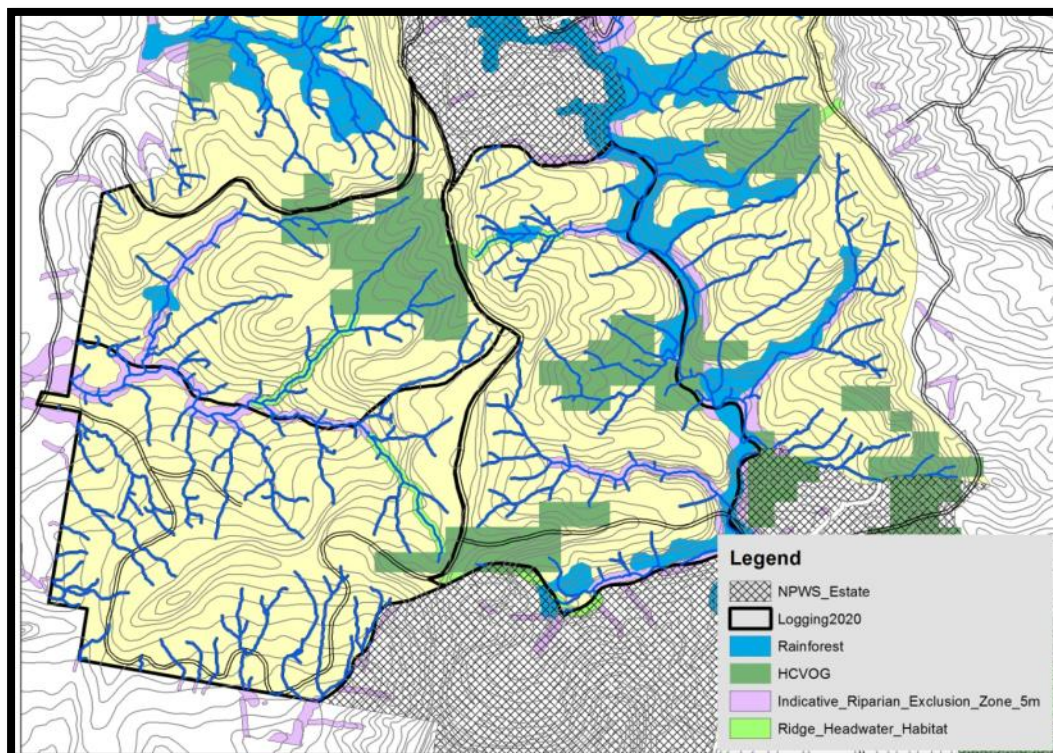 Legend
NPWS_Estate
Logging2020
Rainforest
HCVOG
Indicative_Riparian_Exclusion_Zone_5m
Ridge_Headwater_Habitat